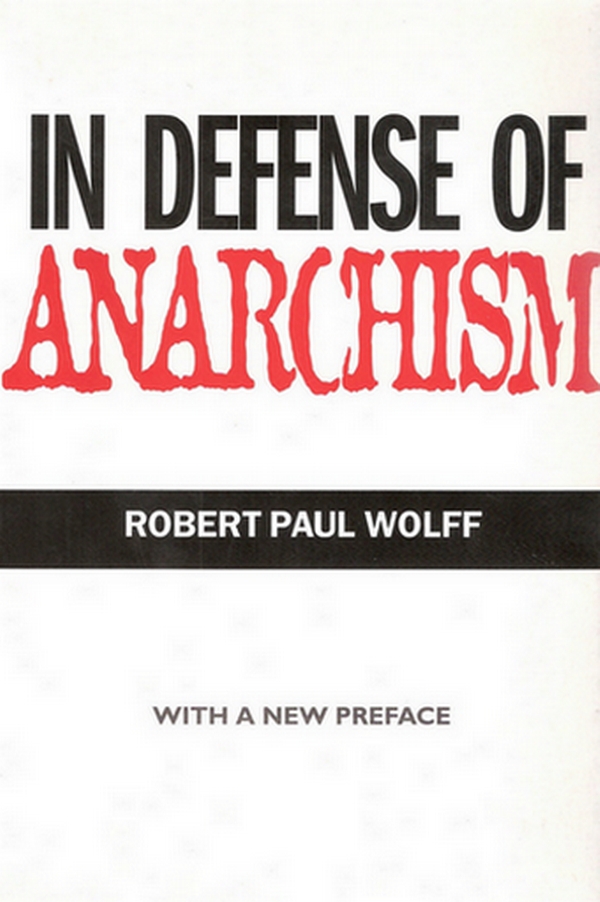 IN DEFENSE OF
ANARCHISM
ROBERT PAUL WOLFF
WITH A NEW PREFACE